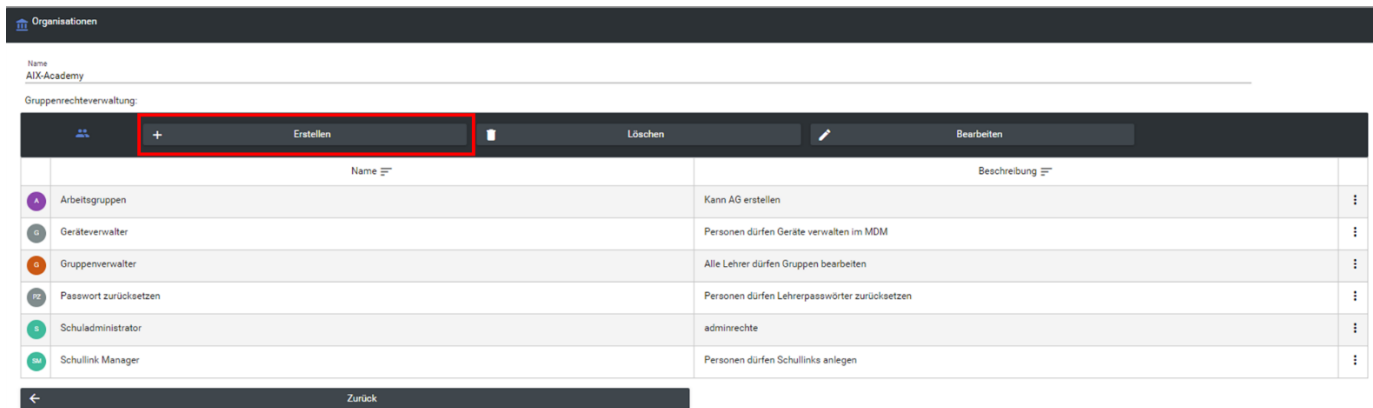 Organisationen
Name
AIX-Academy
Gruppenrechteverwaltung:
Erstellen Löschen Bearbeiten
Name Beschreibung
A Arbeitsgruppen Kann AG erstellen
G Geräteverwalter Personen dürfen Geräte verwalten im MDM
G Gruppenverwalter Alle Lehrer dürfen Gruppen bearbeiten
PZ Passwort zurücksetzen Personen dürfen Lehrerpasswörter zurücksetzen
S Schuladministrator adminrechte
SM Schullink Manager Personen dürfen Schullinks anlegen
Zurück